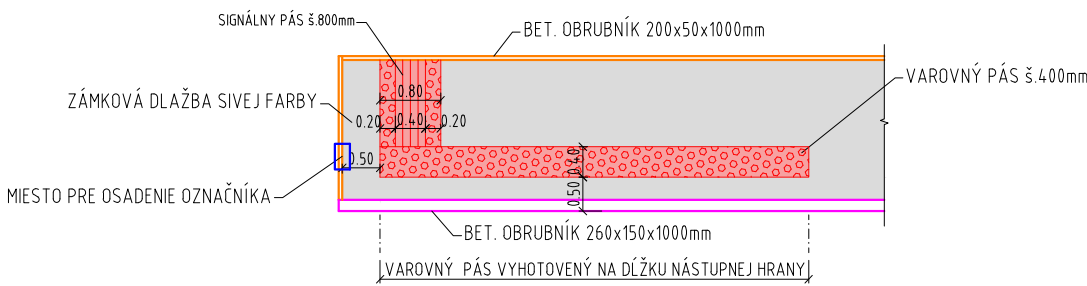 SIGNÁLNY PÁS š.800mm
BET. OBRUBNÍK 200x50x1000mm
VAROVNÝ PÁS š.400mm
ZÁMKOVÁ DLAŽBA SIVEJ FARBY
0.80
0.20
0.40
0.20
0.50
0.40
0.50
MIESTO PRE OSADENIE OZNAČNÍKA
BET. OBRUBNÍK 260x150x1000mm
VAROVNÝ PÁS VYHOTOVENÝ NA DĹŽKU NÁSTUPNEJ HRANY